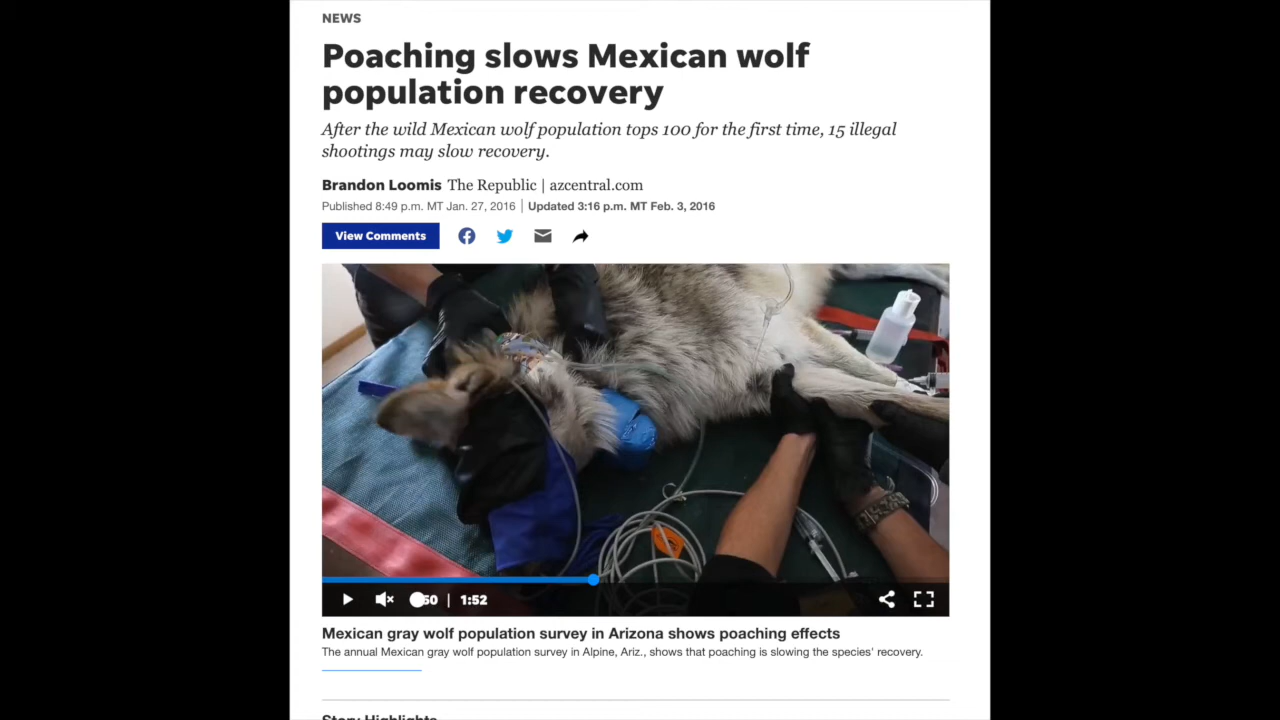 NEWS
Poaching slows Mexican wolf
population recovery
After the wild Mexican wolf population tops 100 for the first time, 15 illegal
shootings may slow recovery.
Brandon Loomis The Republic | azcentral.com
Published 8:49 p.m. MT Jan. 27, 2016 | Updated 3:16 p.m. MT Feb. 3, 2016
View Comments
50 | 1:52
Mexican gray wolf population survey in Arizona shows poaching effects
The annual Mexican gray wolf population survey in Alpine, Ariz., shows that poaching is slowing the species' recovery.
Story Highlights